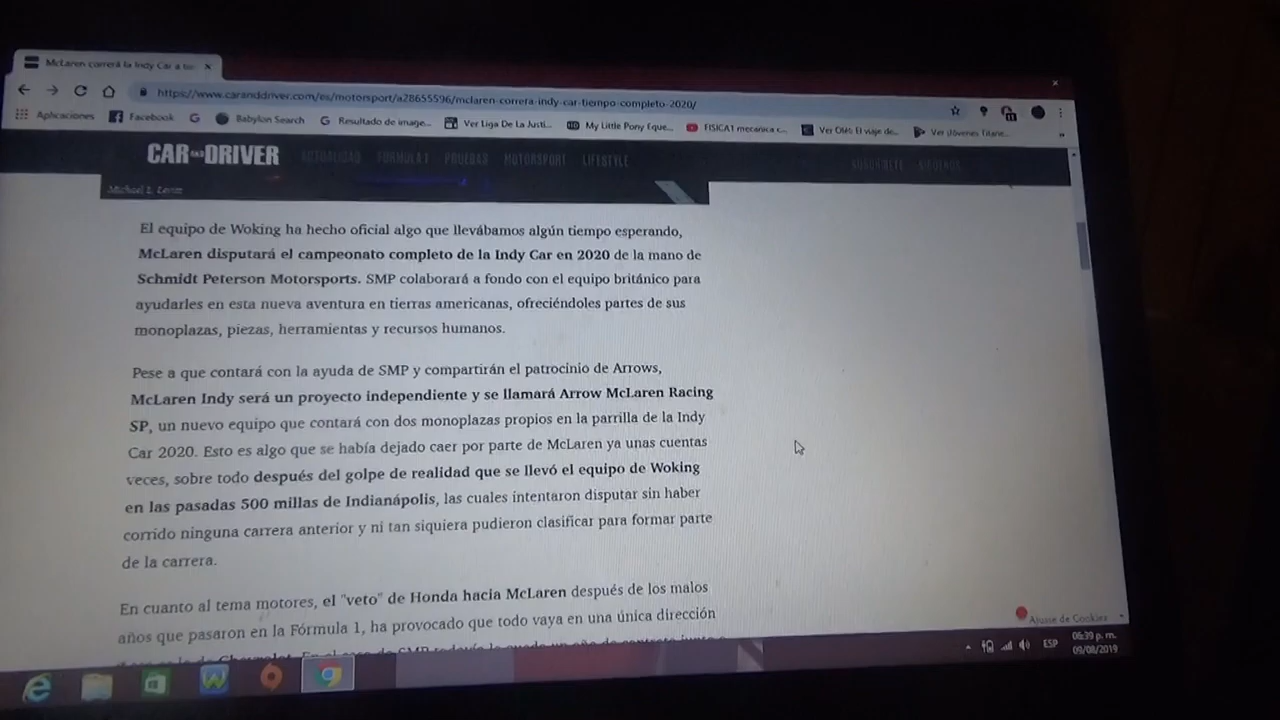 McLaren correrá la Indy Car a
https://www.caranddriver.com/es/motorsport/a28655596/mclaren-correra-indy-car-tiempo-completo-2020/
Aplicaciones Facebook Babylon Search Resultado de image... Ver Liga De La Justi... My Little Pony Eque... FISICA1 mecanica c... Ver Olé: El viaje de... Ver ¡Jóvenes Titane...
CAR AND DRIVER ACTUALIDAD FÓRMULA 1 PRUEBAS MOTORSPORT LIFESTYLE
El equipo de Woking ha hecho oficial algo que llevábamos algún tiempo esperando,
McLaren disputará el campeonato completo de la Indy Car en 2020 de la mano de
Schmidt Peterson Motorsports. SMP colaborará a fondo con el equipo británico para
ayudarles en esta nueva aventura en tierras americanas, ofreciéndoles partes de sus
monoplazas, piezas, herramientas y recursos humanos.
Pese a que contará con la ayuda de SMP y compartirán el patrocinio de Arrows,
McLaren Indy será un proyecto independiente y se llamará Arrow McLaren Racing
SP, un nuevo equipo que contará con dos monoplazas propios en la parrilla de la Indy
Car 2020. Esto es algo que se había dejado caer por parte de McLaren ya unas cuentas
veces, sobre todo después del golpe de realidad que se llevó el equipo de Woking
en las pasadas 500 millas de Indianápolis, las cuales intentaron disputar sin haber
corrido ninguna carrera anterior y ni tan siquiera pudieron clasificar para formar parte
de la carrera.
En cuanto al tema motores, el "veto" de Honda hacia McLaren después de los malos
años que pasaron en la Fórmula 1, ha provocado que todo vaya en una única dirección
Ajuste de Cookies
ESP
06:39 p. m.
09/08/2019